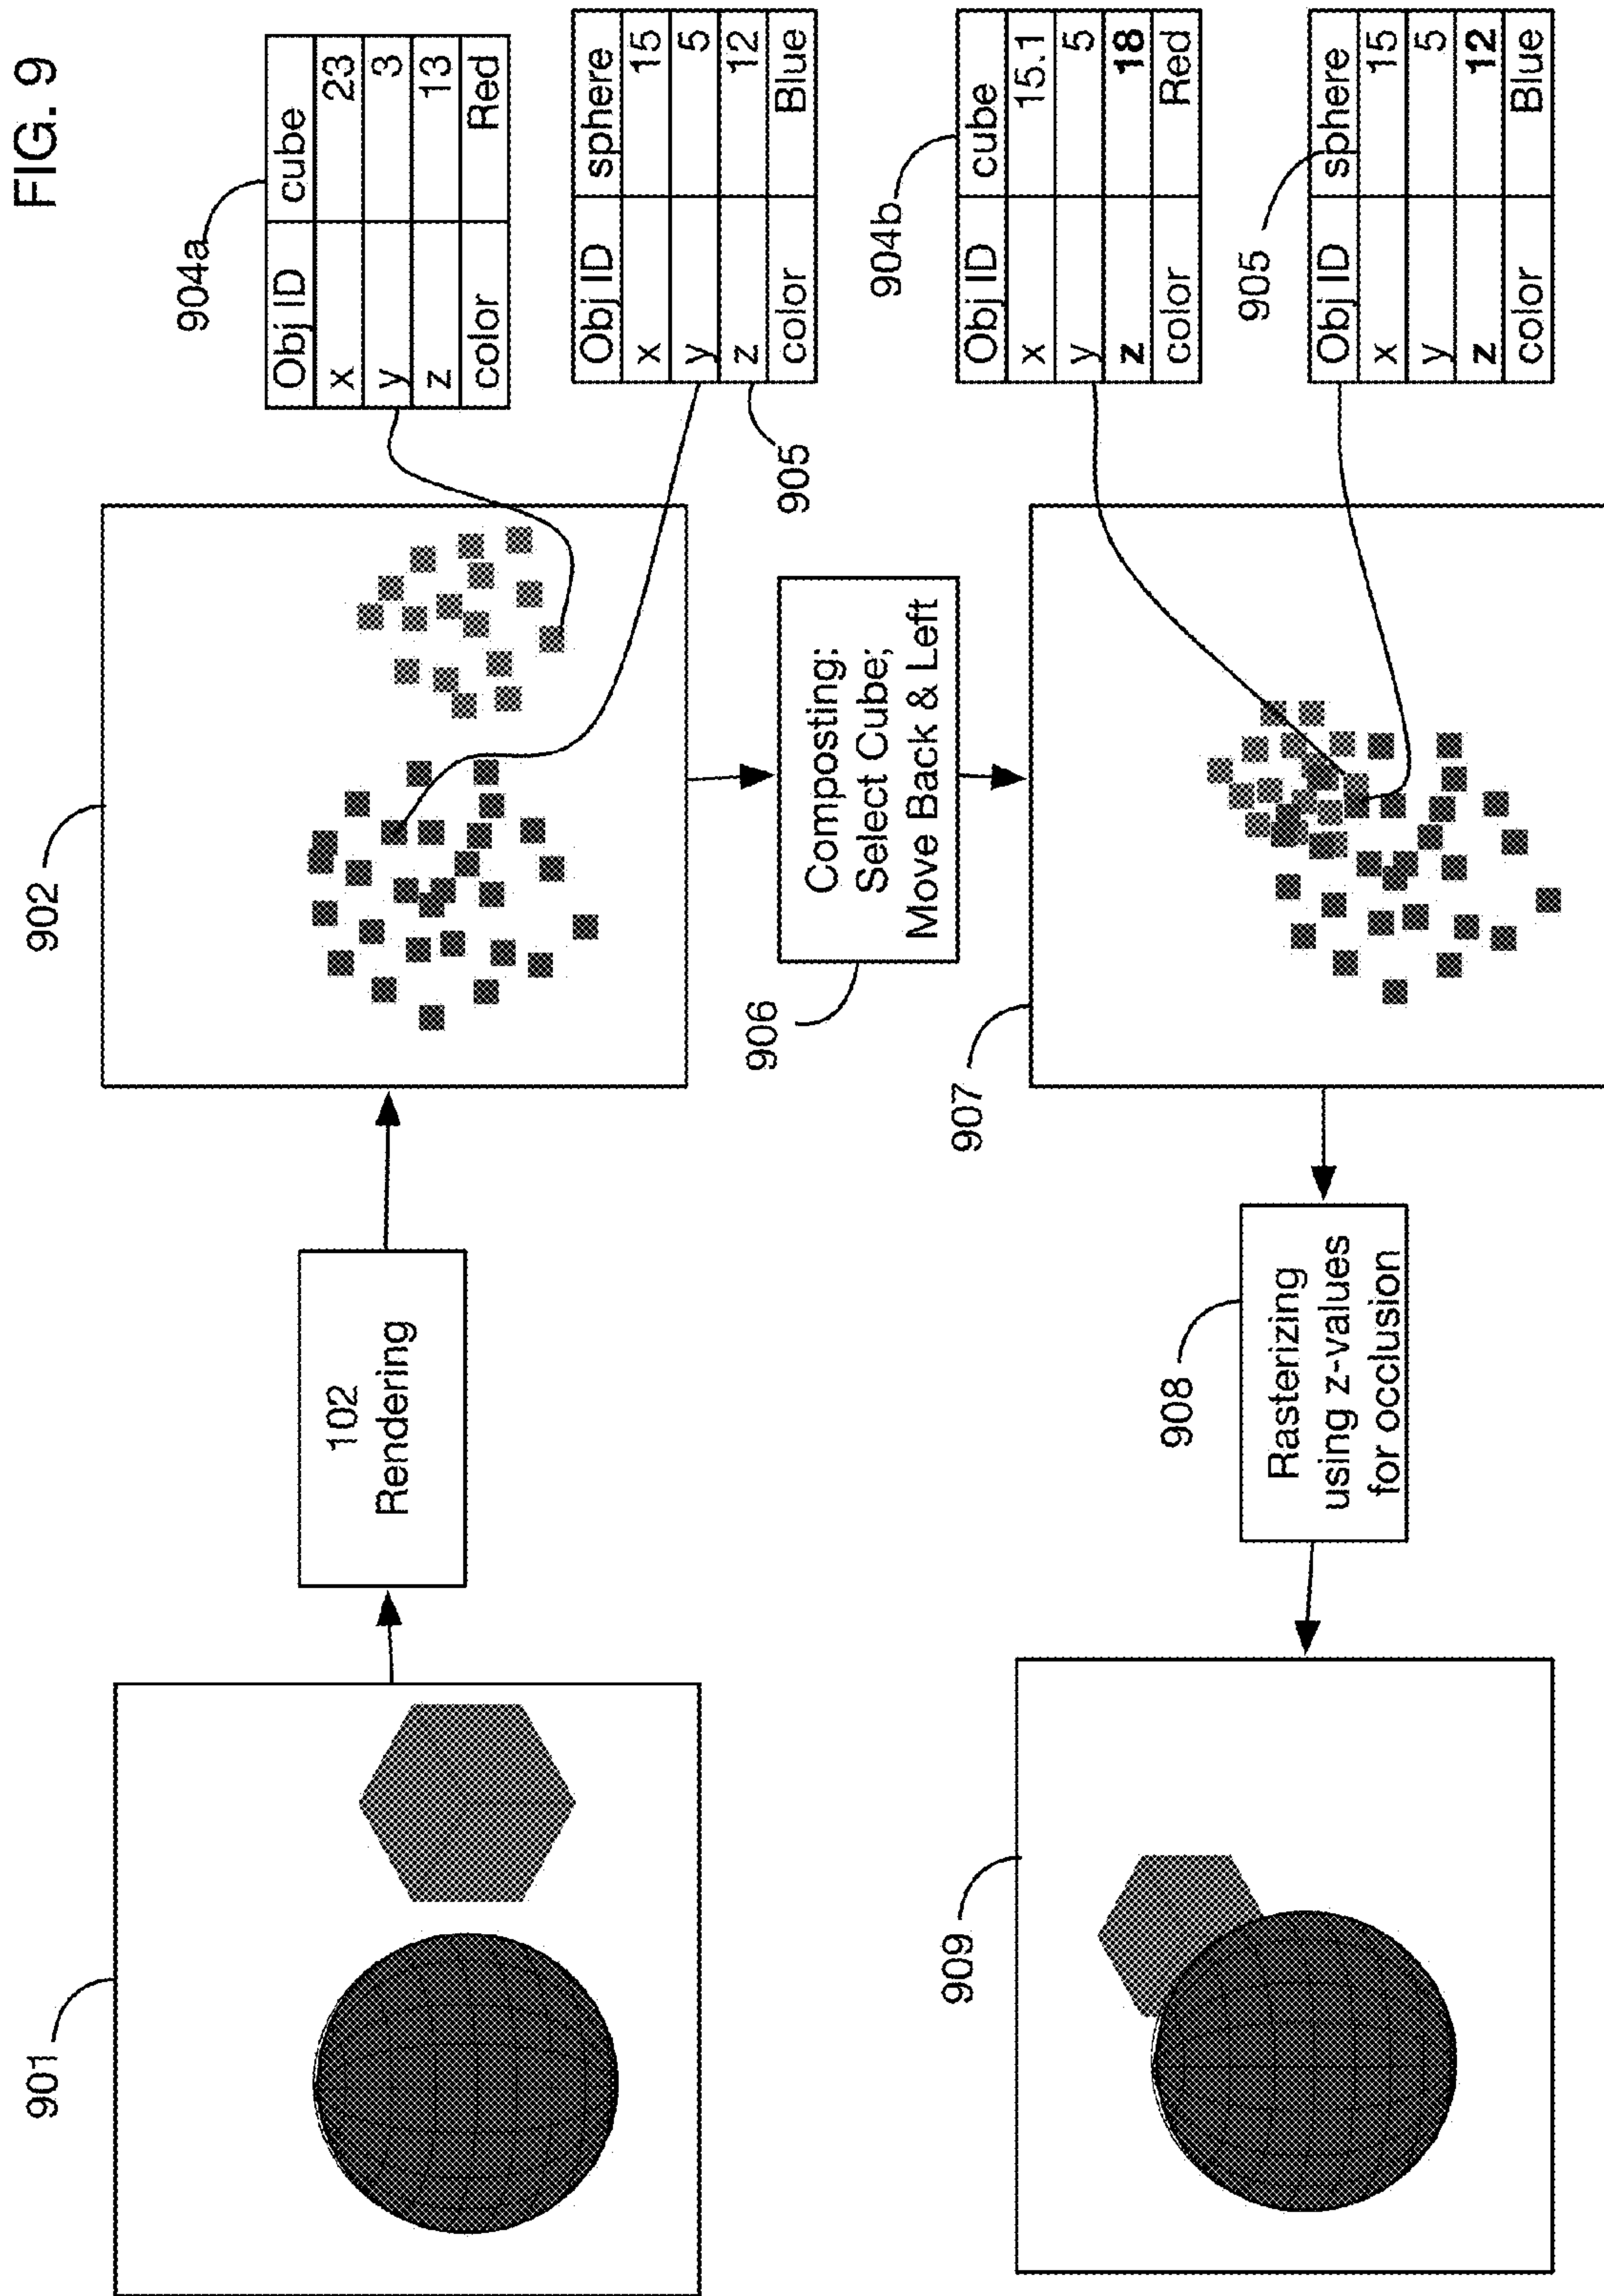 FIG. 9
901
102
Rendering
902
904a
Obj ID cube
x 23
y 3
z 13
color Red
Obj ID sphere
x 15
y 5
z 12
color Blue
905
906
Composting:
Select Cube;
Move Back & Left
907
904b
Obj ID cube
x 15.1
y 5
z 18
color Red
905
Obj ID sphere
x 15
y 5
z 12
color Blue
908
Rasterizing
using z-values
for occlusion
909